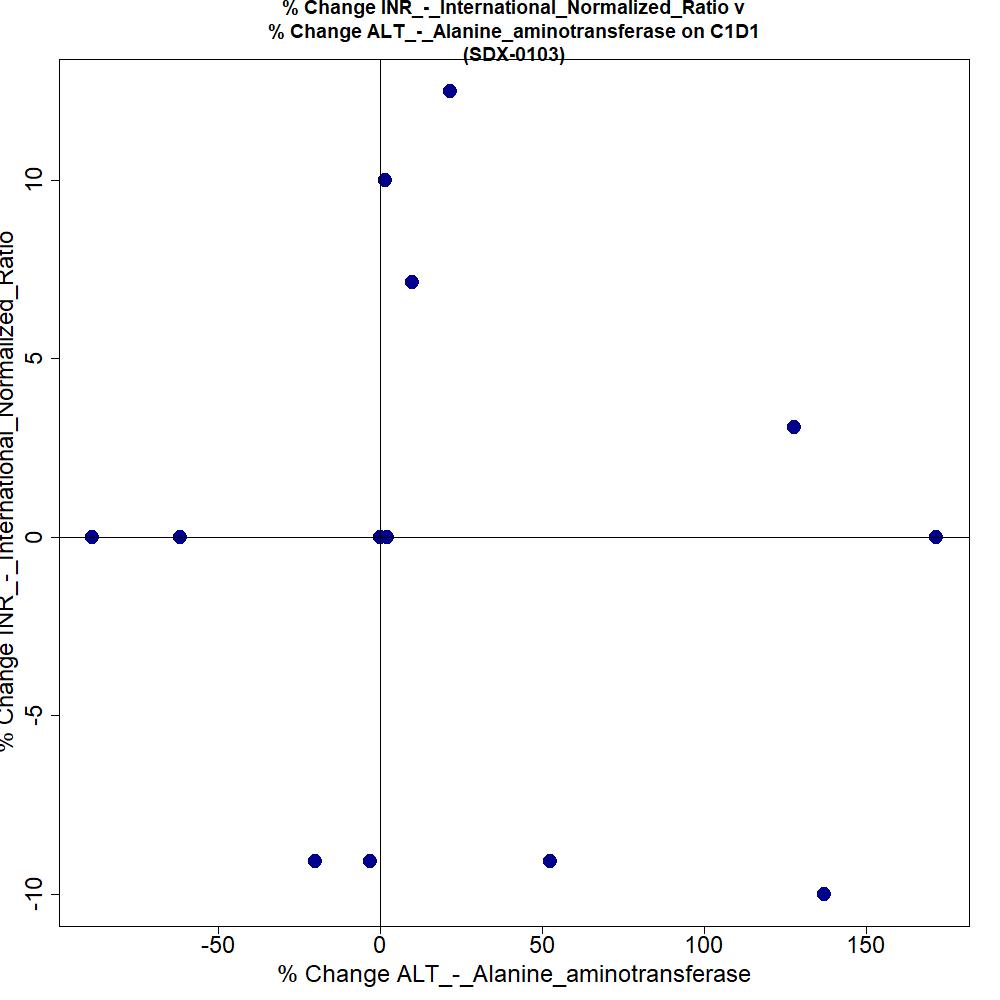 % Change INR_-_International_Normalized_Ratio v
% Change ALT_-_Alanine_aminotransferase on C1D1
(SDX-0103)
% Change INR_-_International_Normalized_Ratio
10
5
0
-5
-10
-50
0
50
100
150
% Change ALT_-_Alanine_aminotransferase